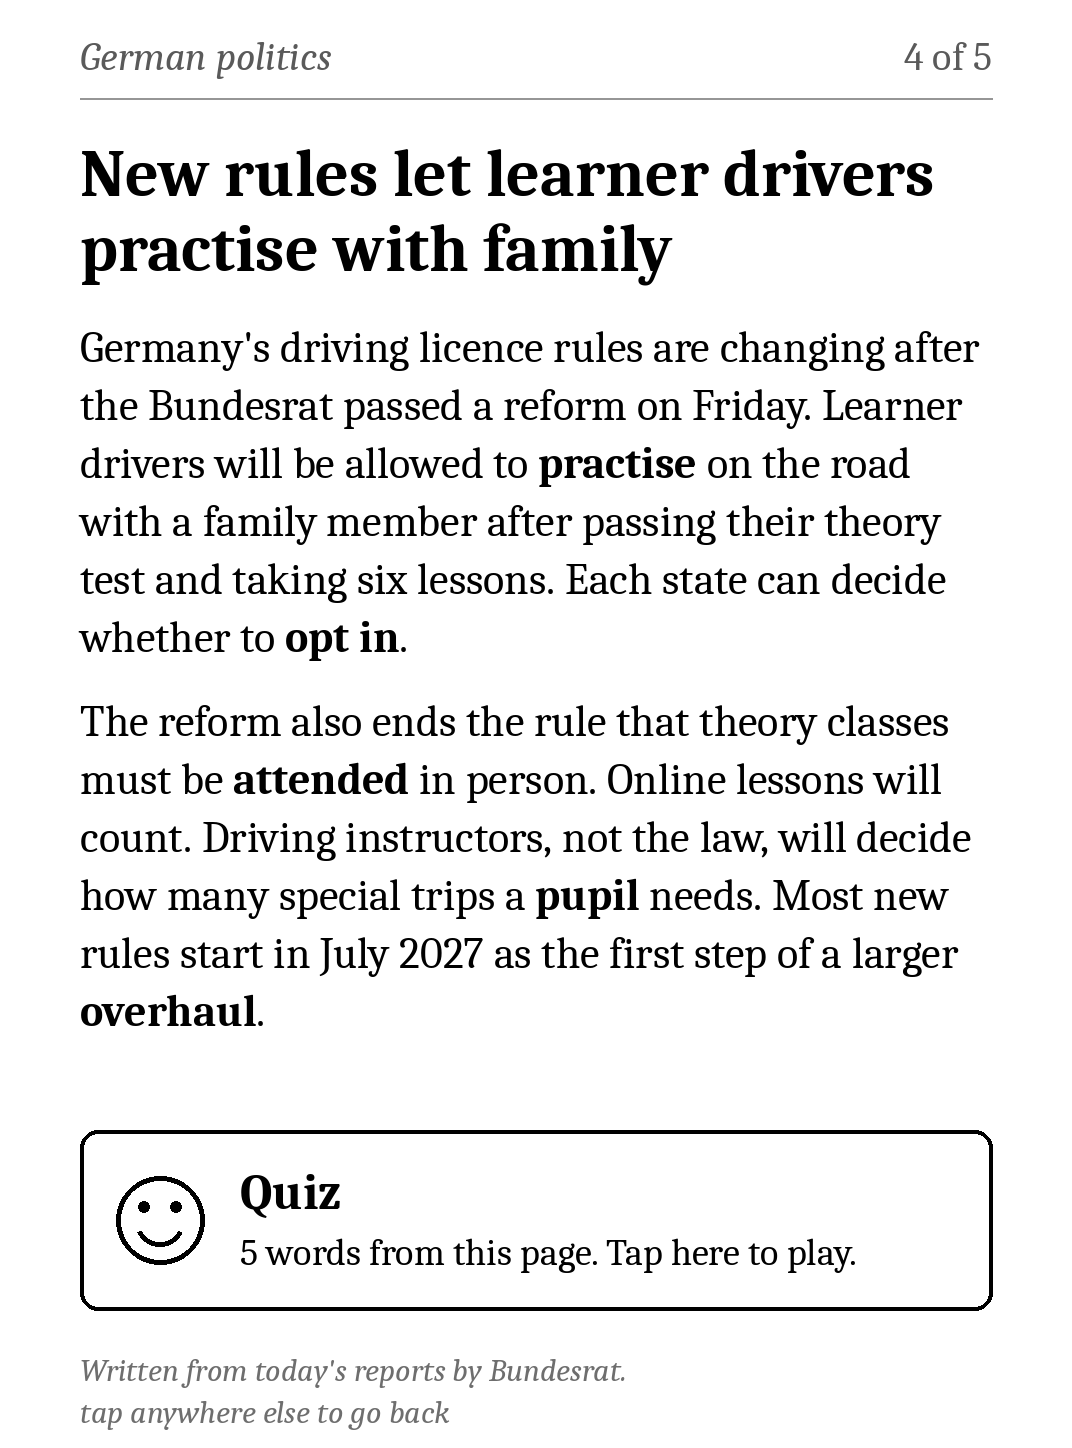 German politics
4 of 5
New rules let learner drivers
practise with family
Germany's driving licence rules are changing after
the Bundesrat passed a reform on Friday. Learner
drivers will be allowed to practise on the road
with a family member after passing their theory
test and taking six lessons. Each state can decide
whether to opt in.
The reform also ends the rule that theory classes
must be attended in person. Online lessons will
count. Driving instructors, not the law, will decide
how many special trips a pupil needs. Most new
rules start in July 2027 as the first step of a larger
overhaul.
Quiz
5 words from this page. Tap here to play.
Written from today's reports by Bundesrat.
tap anywhere else to go back